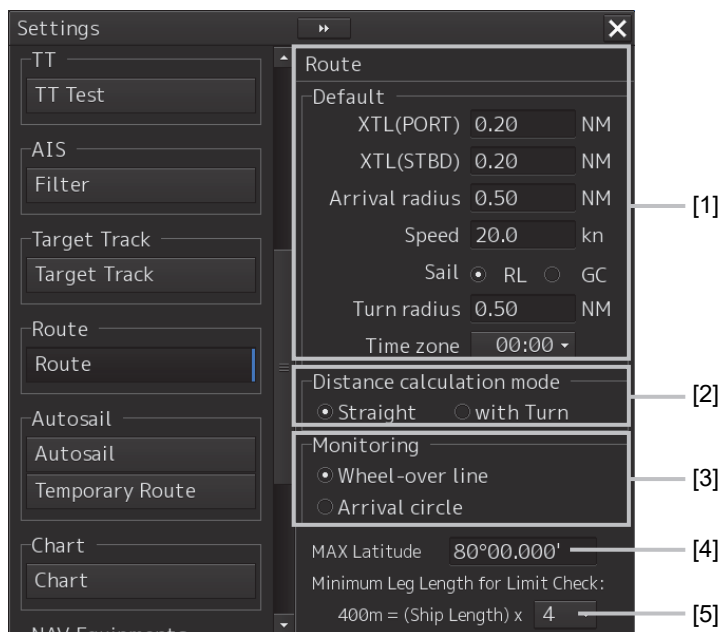 Settings
TT
TT Test
AIS
Filter
Target Track
Target Track
Route
Route
Autosail
Autosail
Temporary Route
Chart
Chart
Route
Default
XTL(PORT) 0.20 NM
XTL(STBD) 0.20 NM
Arrival radius 0.50 NM
Speed 20.0 kn
Sail RL GC
Turn radius 0.50 NM
Time zone 00:00
[1]
Distance calculation mode
Straight with Turn
[2]
Monitoring
Wheel-over line
Arrival circle
[3]
MAX Latitude 80°00.000' [4]
Minimum Leg Length for Limit Check:
400m = (Ship Length) x 4 [5]